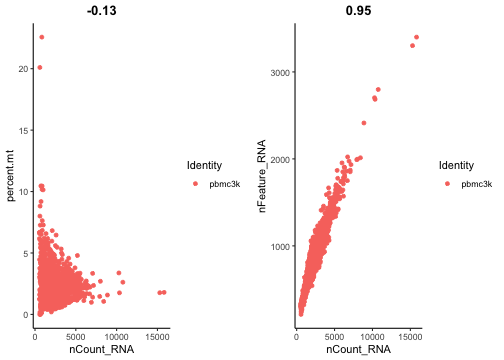 -0.13
percent.mt
20
15
10
5
0
0
5000
10000
15000
nCount_RNA
Identity
pbmc3k
0.95
nFeature_RNA
3000
2000
1000
0
5000
10000
15000
nCount_RNA
Identity
pbmc3k